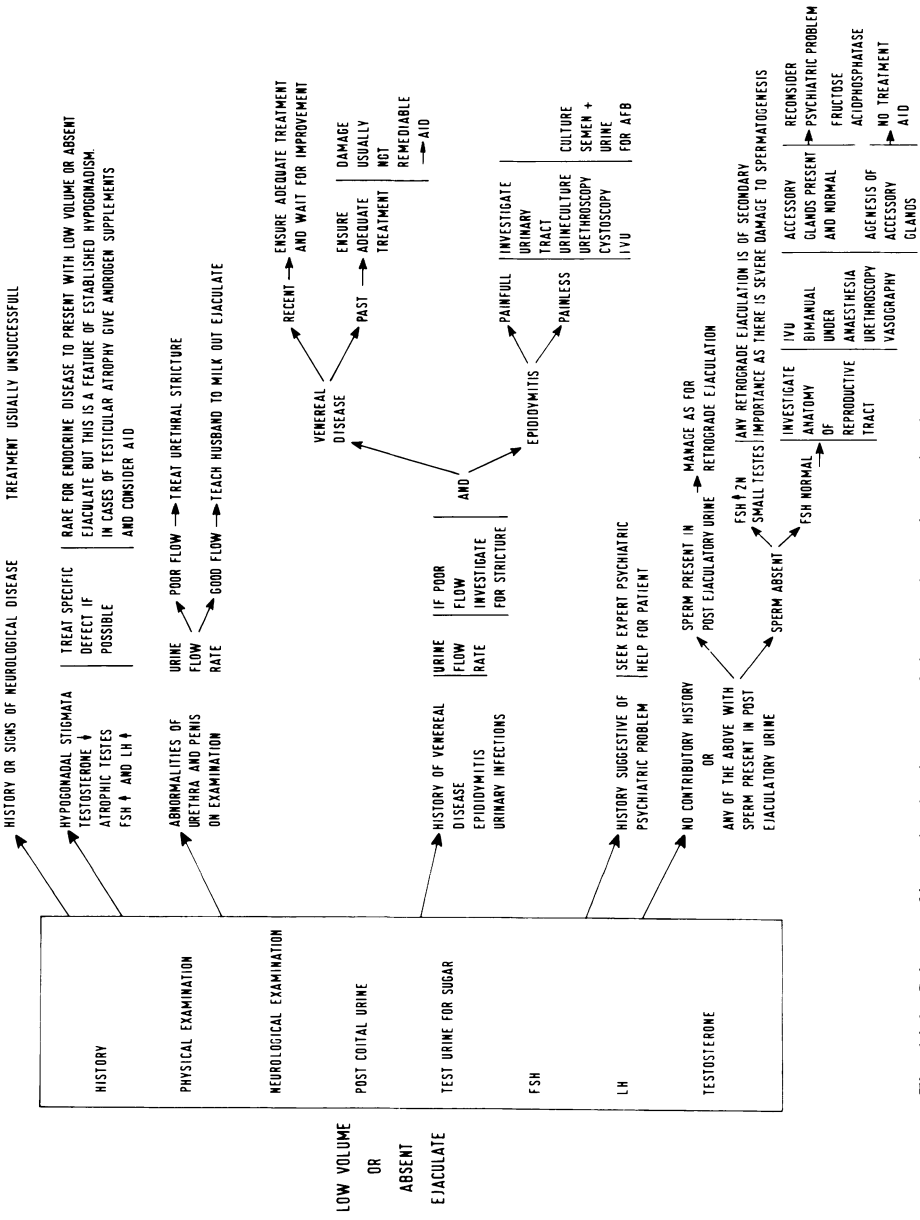 LOW VOLUME
OR
ABSENT
EJACULATE
HISTORY
PHYSICAL EXAMINATION
NEUROLOGICAL EXAMINATION
POST COITAL URINE
TEST URINE FOR SUGAR
FSH
LH
TESTOSTERONE
HISTORY OR SIGNS OF NEUROLOGICAL DISEASE
TREATMENT USUALLY UNSUCCESSFULL
HYPOGONADAL STIGMATA
TESTOSTERONE ↓
ATROPHIC TESTES
FSH ↑ AND LH ↑
TREAT SPECIFIC
DEFECT IF
POSSIBLE
RARE FOR ENDOCRINE DISEASE TO PRESENT WITH LOW VOLUME OR ABSENT
EJACULATE BUT THIS IS A FEATURE OF ESTABLISHED HYPOGONADISM.
IN CASES OF TESTICULAR ATROPHY GIVE ANDROGEN SUPPLEMENTS
AND CONSIDER AID
ABNORMALITIES OF
URETHRA AND PENIS
ON EXAMINATION
URINE
FLOW
RATE
POOR FLOW → TREAT URETHRAL STRICTURE
GOOD FLOW → TEACH HUSBAND TO MILK OUT EJACULATE
HISTORY OF VENEREAL
DISEASE
EPIDIDYMITIS
URINARY INFECTIONS
URINE
FLOW
RATE
IF POOR
FLOW
INVESTIGATE
FOR STRICTURE
AND
VENEREAL
DISEASE
RECENT → ENSURE ADEQUATE TREATMENT
AND WAIT FOR IMPROVEMENT
PAST →
ENSURE
ADEQUATE
TREATMENT
DAMAGE
USUALLY
NOT
REMEDIABLE
→ AID
EPIDIDYMITIS
PAINFULL
PAINLESS
INVESTIGATE
URINARY
TRACT
URINECULTURE
URETHROSCOPY
CYSTOSCOPY
IVU
CULTURE
SEMEN +
URINE
FOR AFB
HISTORY SUGGESTIVE OF
PSYCHIATRIC PROBLEM
SEEK EXPERT PSYCHIATRIC
HELP FOR PATIENT
NO CONTRIBUTORY HISTORY
OR
ANY OF THE ABOVE WITH
SPERM PRESENT IN POST
EJACULATORY URINE
SPERM PRESENT IN
POST EJACULATORY URINE
→ MANAGE AS FOR
RETROGRADE EJACULATION
SPERM ABSENT
FSH ↑ 2N
SMALL TESTES
ANY RETROGRADE EJACULATION IS OF SECONDARY
IMPORTANCE AS THERE IS SEVERE DAMAGE TO SPERMATOGENESIS
FSH NORMAL
→
INVESTIGATE
ANATOMY
OF
REPRODUCTIVE
TRACT
IVU
BIMANUAL
UNDER
ANAESTHESIA
URETHROSCOPY
VASOGRAPHY
ACCESSORY
GLANDS PRESENT
AND NORMAL
→
RECONSIDER
PSYCHIATRIC PROBLEM
FRUCTOSE
ACIOPHOSPHATASE
AGENESIS OF
ACCESSORY
GLANDS
→
NO TREATMENT
AID